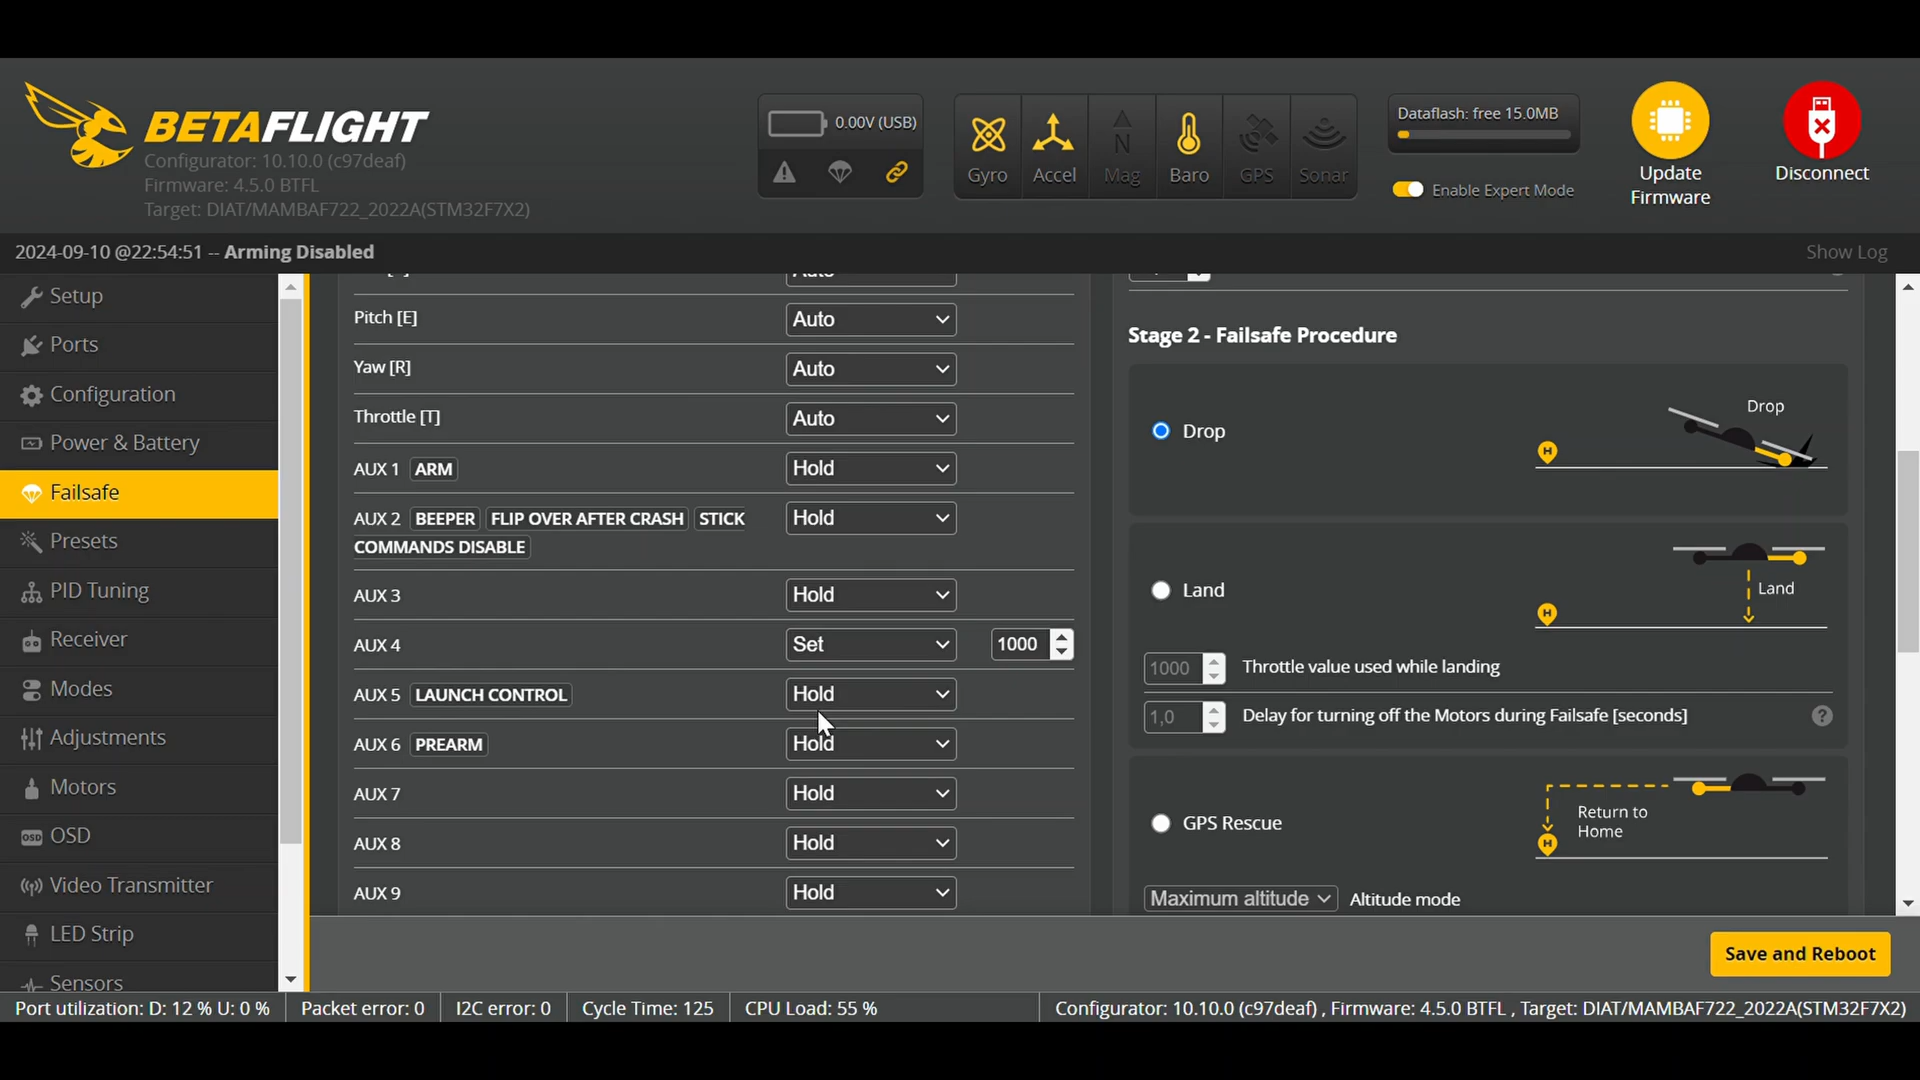 BETAFLIGHT
Configurator: 10.10.0 (c97deaf)
Firmware: 4.5.0 BTFL
Target: DIAT/MAMBAF722_2022A(STM32F7X2)
0.00V (USB)
Gyro
Accel
N
Mag
Baro
GPS
Sonar
Dataflash: free 15.0MB
Enable Expert Mode
Update
Firmware
Disconnect
2024-09-10 @22:54:51 -- Arming Disabled
Show Log
Setup
Ports
Configuration
Power & Battery
Failsafe
Presets
PID Tuning
Receiver
Modes
Adjustments
Motors
OSD OSD
Video Transmitter
LED Strip
Sensors
Auto
Pitch [E] Auto
Yaw [R] Auto
Throttle [T] Auto
AUX 1 ARM Hold
AUX 2 BEEPER FLIP OVER AFTER CRASH STICK Hold
COMMANDS DISABLE
AUX 3 Hold
AUX 4 Set 1000
AUX 5 LAUNCH CONTROL Hold
AUX 6 PREARM Hold
AUX 7 Hold
AUX 8 Hold
AUX 9 Hold
Stage 2 - Failsafe Procedure
Drop
Drop
H
Land
Land
H
1000 Throttle value used while landing
1,0 Delay for turning off the Motors during Failsafe [seconds] ?
GPS Rescue
Return to
Home
H
Maximum altitude Altitude mode
Save and Reboot
Port utilization: D: 12 % U: 0 %
Packet error: 0
I2C error: 0
Cycle Time: 125
CPU Load: 55 %
Configurator: 10.10.0 (c97deaf) , Firmware: 4.5.0 BTFL , Target: DIAT/MAMBAF722_2022A(STM32F7X2)